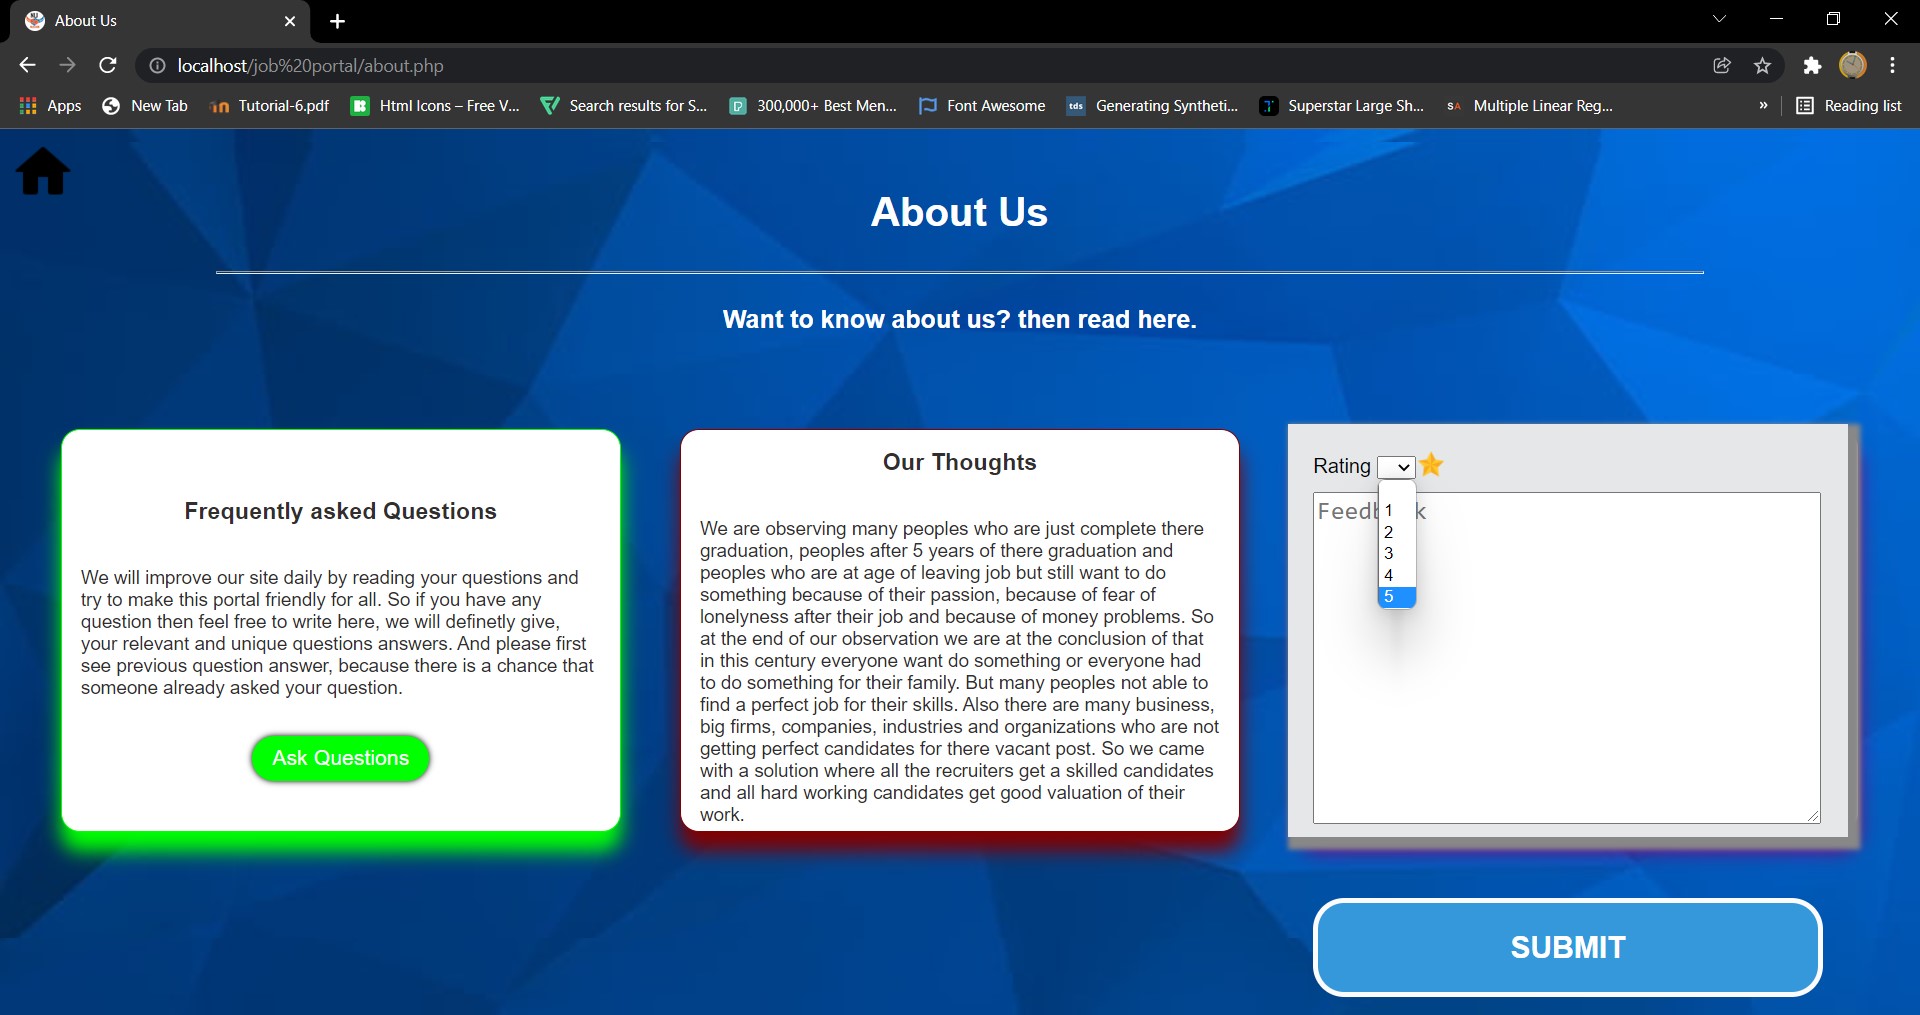 About Us
localhost/job%20portal/about.php
Apps
New Tab
Tutorial-6.pdf
Html Icons – Free V...
Search results for S...
300,000+ Best Men...
Font Awesome
tds
Generating Syntheti...
Superstar Large Sh...
SA
Multiple Linear Reg...
»
Reading list
About Us
Want to know about us? then read here.
Frequently asked Questions
We will improve our site daily by reading your questions and
try to make this portal friendly for all. So if you have any
question then feel free to write here, we will definetly give,
your relevant and unique questions answers. And please first
see previous question answer, because there is a chance that
someone already asked your question.
Ask Questions
Our Thoughts
We are observing many peoples who are just complete there
graduation, peoples after 5 years of there graduation and
peoples who are at age of leaving job but still want to do
something because of their passion, because of fear of
lonelyness after their job and because of money problems. So
at the end of our observation we are at the conclusion of that
in this century everyone want do something or everyone had
to do something for their family. But many peoples not able to
find a perfect job for their skills. Also there are many business,
big firms, companies, industries and organizations who are not
getting perfect candidates for there vacant post. So we came
with a solution where all the recruiters get a skilled candidates
and all hard working candidates get good valuation of their
work.
Rating
1
2
3
4
5
SUBMIT